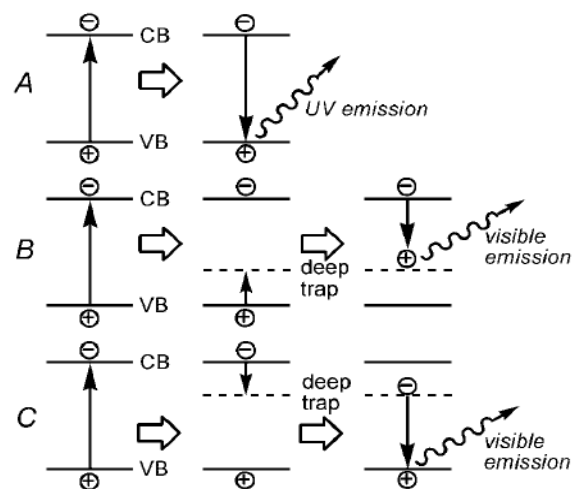 CB
A
UV emission
VB
CB
B
deep
trap
visible
emission
VB
CB
deep
trap
C
visible
emission
VB